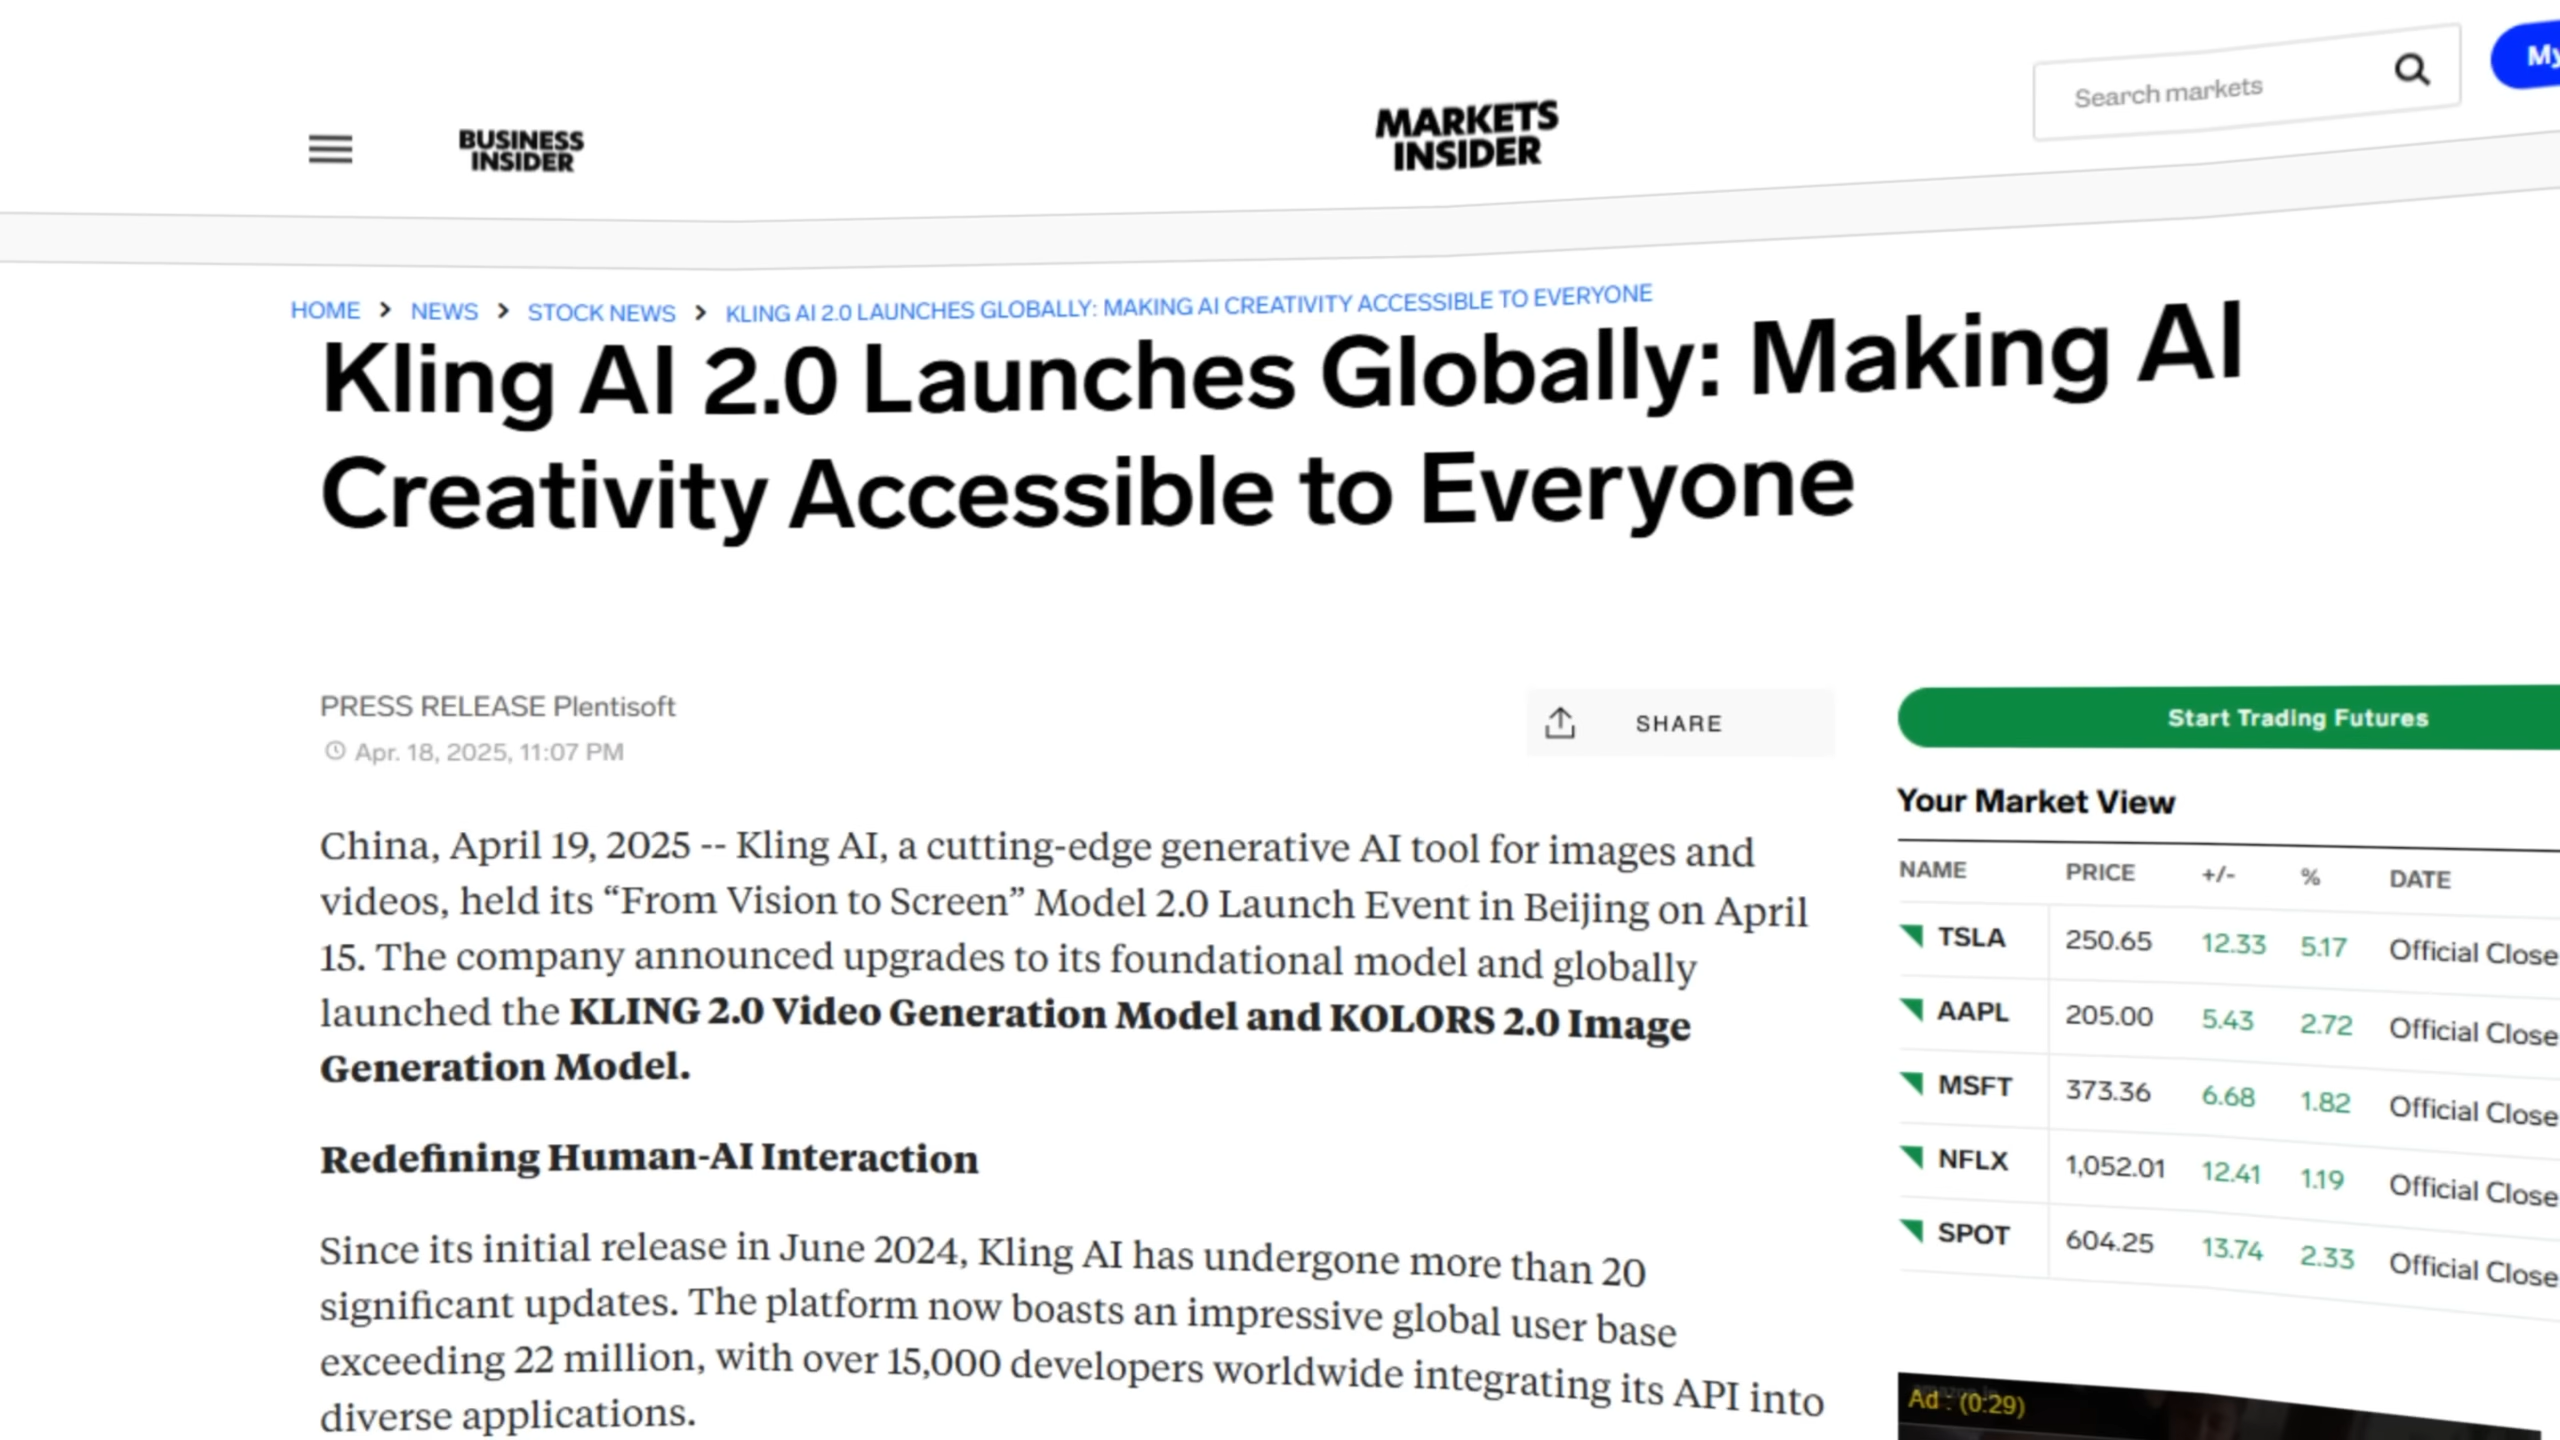 Search markets
My
BUSINESS
INSIDER
MARKETS
INSIDER
HOME > NEWS > STOCK NEWS > KLING AI 2.0 LAUNCHES GLOBALLY: MAKING AI CREATIVITY ACCESSIBLE TO EVERYONE
Kling AI 2.0 Launches Globally: Making AI
Creativity Accessible to Everyone
PRESS RELEASE Plentisoft
Apr. 18, 2025, 11:07 PM
SHARE
China, April 19, 2025 -- Kling AI, a cutting-edge generative AI tool for images and
videos, held its “From Vision to Screen” Model 2.0 Launch Event in Beijing on April
15. The company announced upgrades to its foundational model and globally
launched the KLING 2.0 Video Generation Model and KOLORS 2.0 Image
Generation Model.
Redefining Human-AI Interaction
Since its initial release in June 2024, Kling AI has undergone more than 20
significant updates. The platform now boasts an impressive global user base
exceeding 22 million, with over 15,000 developers worldwide integrating its API into
diverse applications.
Start Trading Futures
Your Market View
NAME PRICE +/- % DATE
TSLA 250.65 12.33 5.17 Official Close
AAPL 205.00 5.43 2.72 Official Close
MSFT 373.36 6.68 1.82 Official Close
NFLX 1,052.01 12.41 1.19 Official Close
SPOT 604.25 13.74 2.33 Official Close
Ad : (0:29)